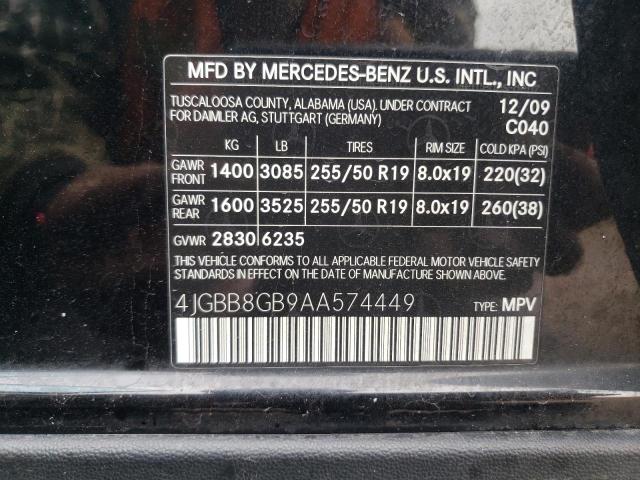 MFD BY MERCEDES-BENZ U.S. INTL., INC
TUSCALOOSA COUNTY, ALABAMA (USA). UNDER CONTRACT 12/09
FOR DAIMLER AG, STUTTGART (GERMANY) C040
KG LB TIRES RIM SIZE COLD KPA (PSI)
GAWR FRONT 1400 3085 255/50 R19 8.0x19 220(32)
GAWR REAR 1600 3525 255/50 R19 8.0x19 260(38)
GVWR 2830 6235
THIS VEHICLE CONFORMS TO ALL APPLICABLE FEDERAL MOTOR VEHICLE SAFETY
STANDARDS IN EFFECT ON THE DATE OF MANUFACTURE SHOWN ABOVE.
4JGBB8GB9AA574449 TYPE: MPV